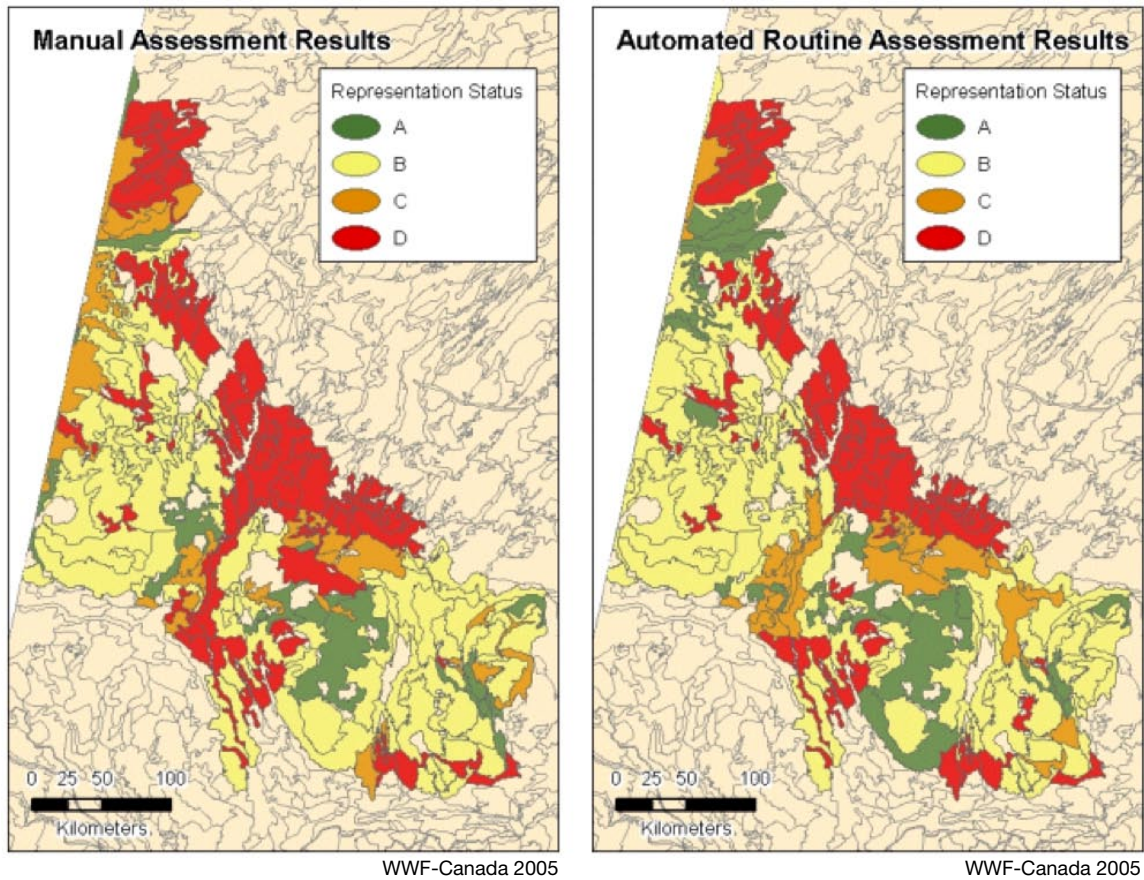 Manual Assessment Results
Representation Status
A
B
C
D
0 25 50 100
Kilometers
WWF-Canada 2005
Automated Routine Assessment Results
Representation Status
A
B
C
D
0 25 50 100
Kilometers
WWF-Canada 2005